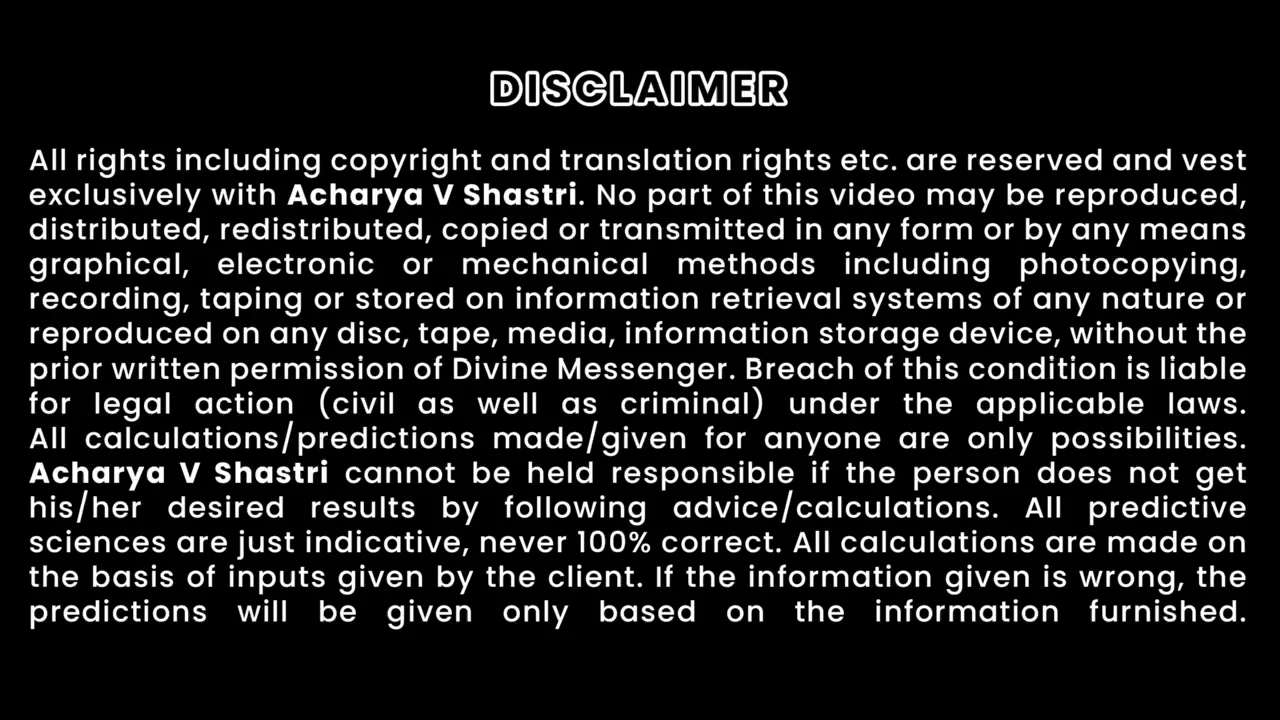 DISCLAIMER
All rights including copyright and translation rights etc. are reserved and vest
exclusively with Acharya V Shastri. No part of this video may be reproduced,
distributed, redistributed, copied or transmitted in any form or by any means
graphical, electronic or mechanical methods including photocopying,
recording, taping or stored on information retrieval systems of any nature or
reproduced on any disc, tape, media, information storage device, without the
prior written permission of Divine Messenger. Breach of this condition is liable
for legal action (civil as well as criminal) under the applicable laws.
All calculations/predictions made/given for anyone are only possibilities.
Acharya V Shastri cannot be held responsible if the person does not get
his/her desired results by following advice/calculations. All predictive
sciences are just indicative, never 100% correct. All calculations are made on
the basis of inputs given by the client. If the information given is wrong, the
predictions will be given only based on the information furnished.